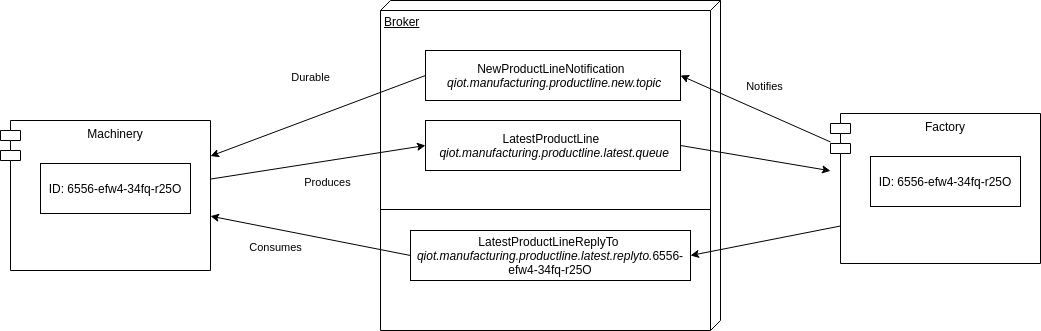 Broker
NewProductLineNotification
qiot.manufacturing.productline.new.topic
Durable
Notifies
Machinery
LatestProductLine
qiot.manufacturing.productline.latest.queue
Factory
ID: 6556-efw4-34fq-r25O
ID: 6556-efw4-34fq-r25O
Produces
Consumes
LatestProductLineReplyTo
qiot.manufacturing.productline.latest.replyto.6556-
efw4-34fq-r25O